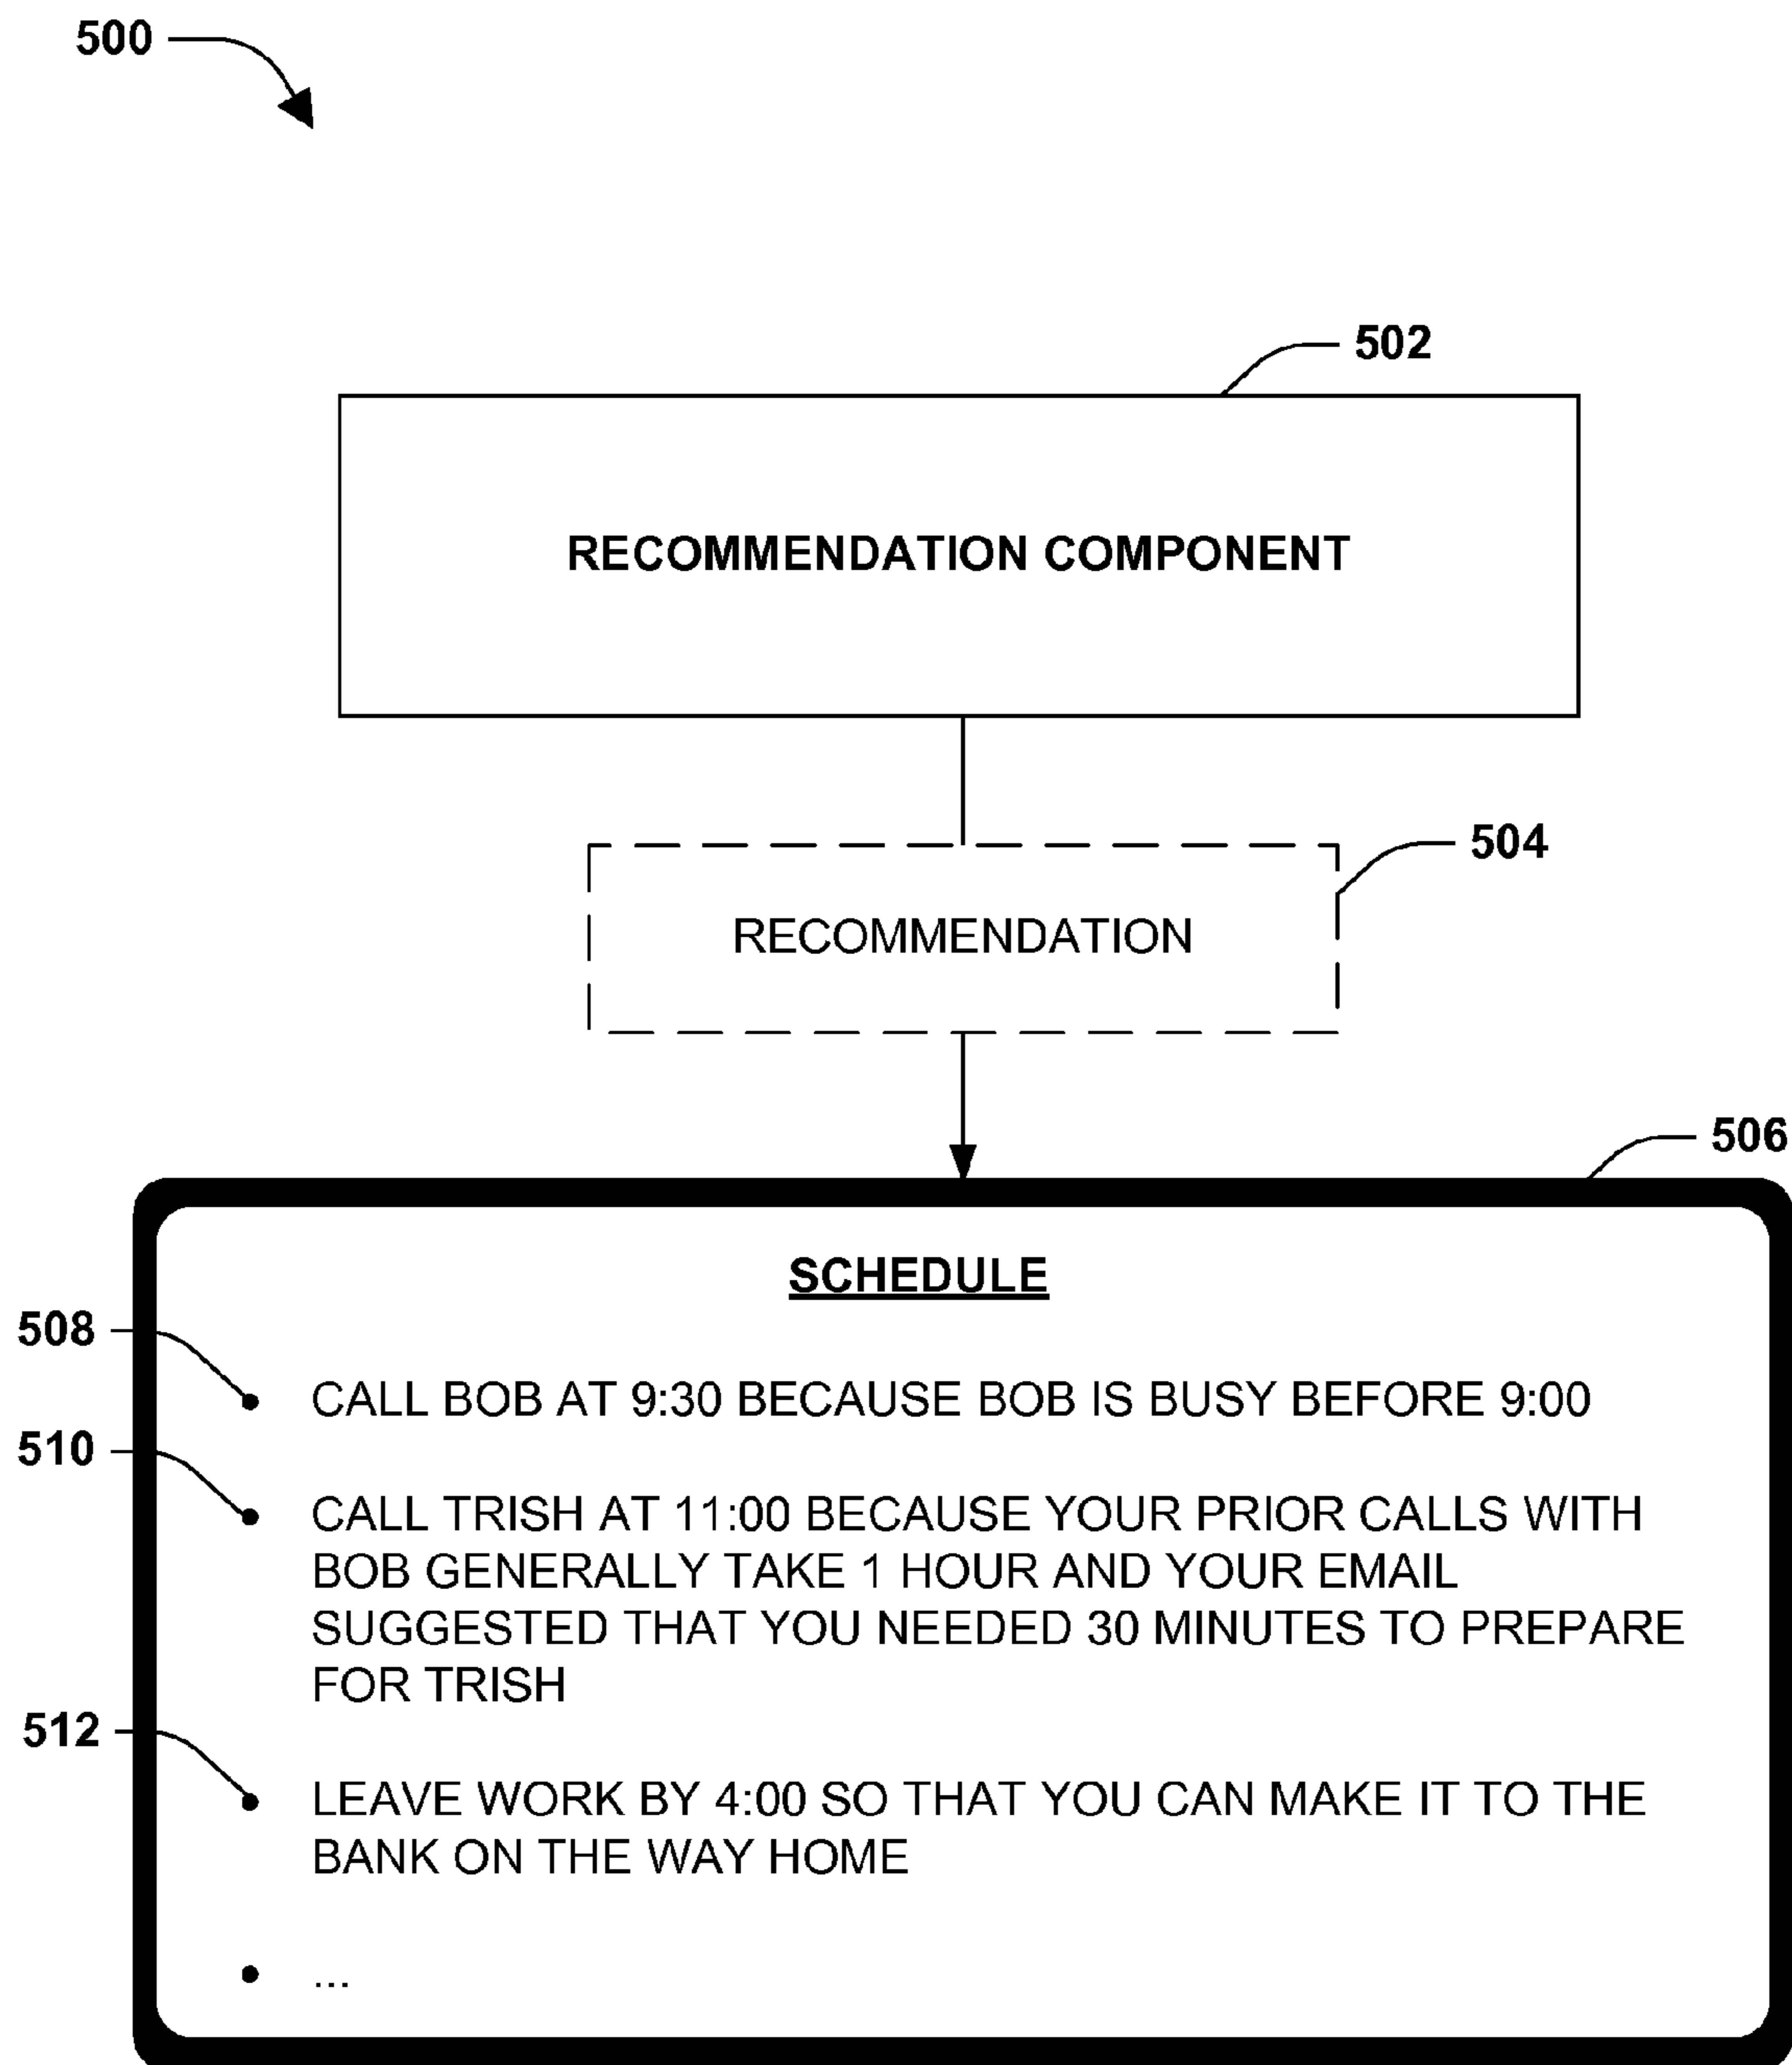 500
502
RECOMMENDATION COMPONENT
504
RECOMMENDATION
506
SCHEDULE
508
CALL BOB AT 9:30 BECAUSE BOB IS BUSY BEFORE 9:00
510
CALL TRISH AT 11:00 BECAUSE YOUR PRIOR CALLS WITH
BOB GENERALLY TAKE 1 HOUR AND YOUR EMAIL
SUGGESTED THAT YOU NEEDED 30 MINUTES TO PREPARE
FOR TRISH
512
LEAVE WORK BY 4:00 SO THAT YOU CAN MAKE IT TO THE
BANK ON THE WAY HOME
...